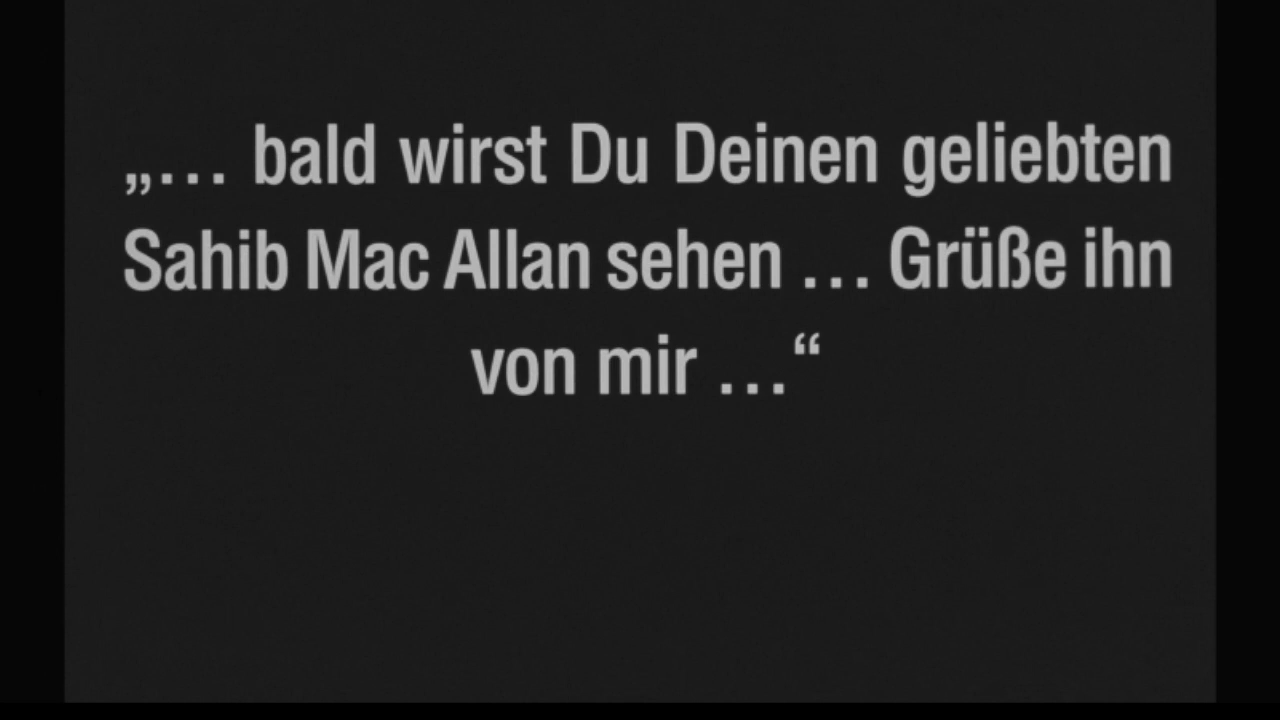 „… bald wirst Du Deinen geliebten
Sahib Mac Allan sehen … Grüße ihn
von mir …“